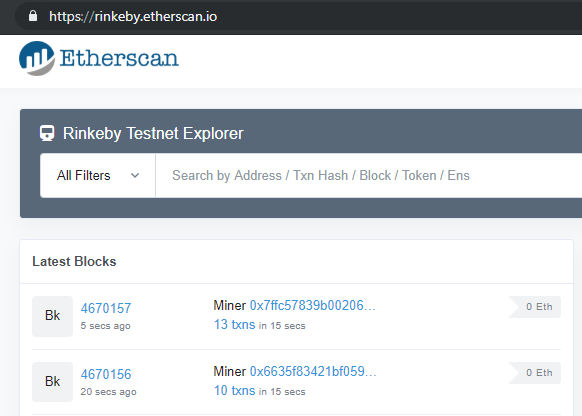 https://rinkeby.etherscan.io
Etherscan
Rinkeby Testnet Explorer
All Filters Search by Address / Txn Hash / Block / Token / Ens
Latest Blocks
Bk 4670157 Miner 0x7ffc57839b00206... 0 Eth
5 secs ago 13 txns in 15 secs
Bk 4670156 Miner 0x6635f83421bf059... 0 Eth
20 secs ago 10 txns in 15 secs